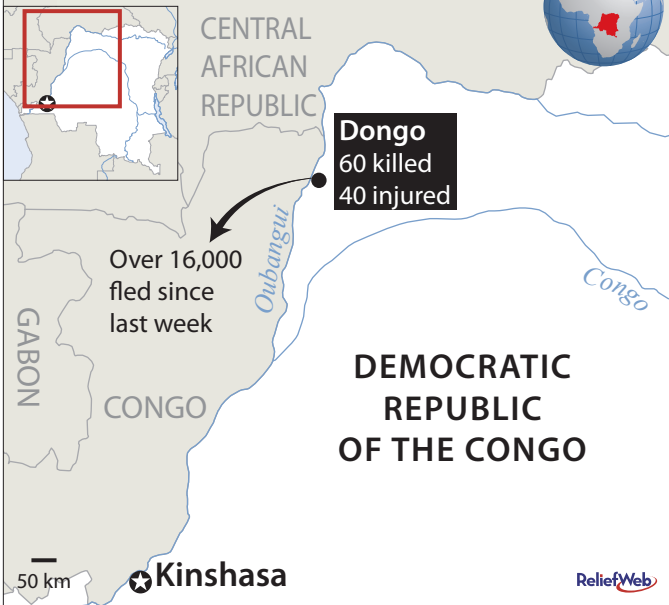 CENTRAL
AFRICAN
REPUBLIC
Dongo
60 killed
40 injured
Over 16,000
fled since
last week
Oubangui
Congo
GABON
CONGO
DEMOCRATIC
REPUBLIC
OF THE CONGO
50 km
Kinshasa
ReliefWeb